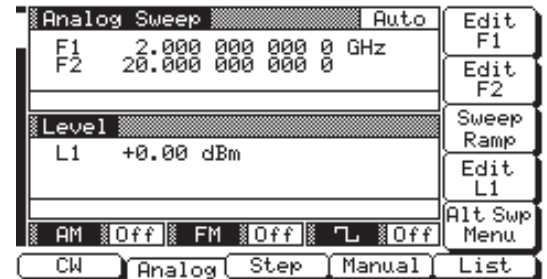 Analog Sweep Auto
F1 2.000 000 000 0 GHz
F2 20.000 000 000 0
Level
L1 +0.00 dBm
AM Off FM Off Off
CW Analog Step Manual List
Edit
F1
Edit
F2
Sweep
Ramp
Edit
L1
Alt Swp
Menu